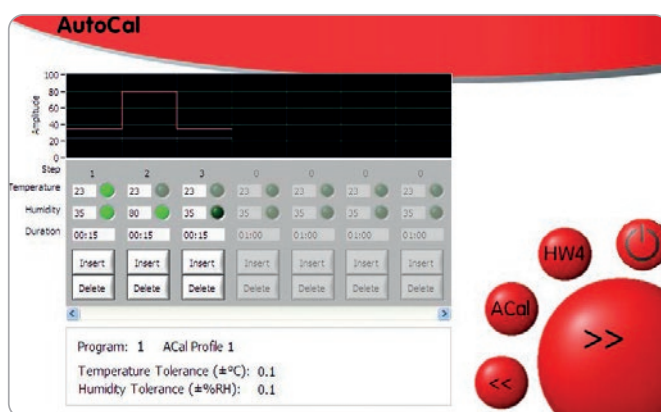 AutoCal
100
80
60
40
20
0
Amplitude
Step 1 2 3 0 0 0 0
Temperature 23 23 23 23 23 23 23
Humidity 35 80 35 35 35 35 35
Duration 00:15 00:15 00:15 01:00 01:00 01:00 01:00
Insert Insert Insert Insert Insert Insert Insert
Delete Delete Delete Delete Delete Delete Delete
HW4
ACal
>>
<<
Program: 1 ACal Profile 1
Temperature Tolerance (±ºC): 0.1
Humidity Tolerance (±%RH): 0.1